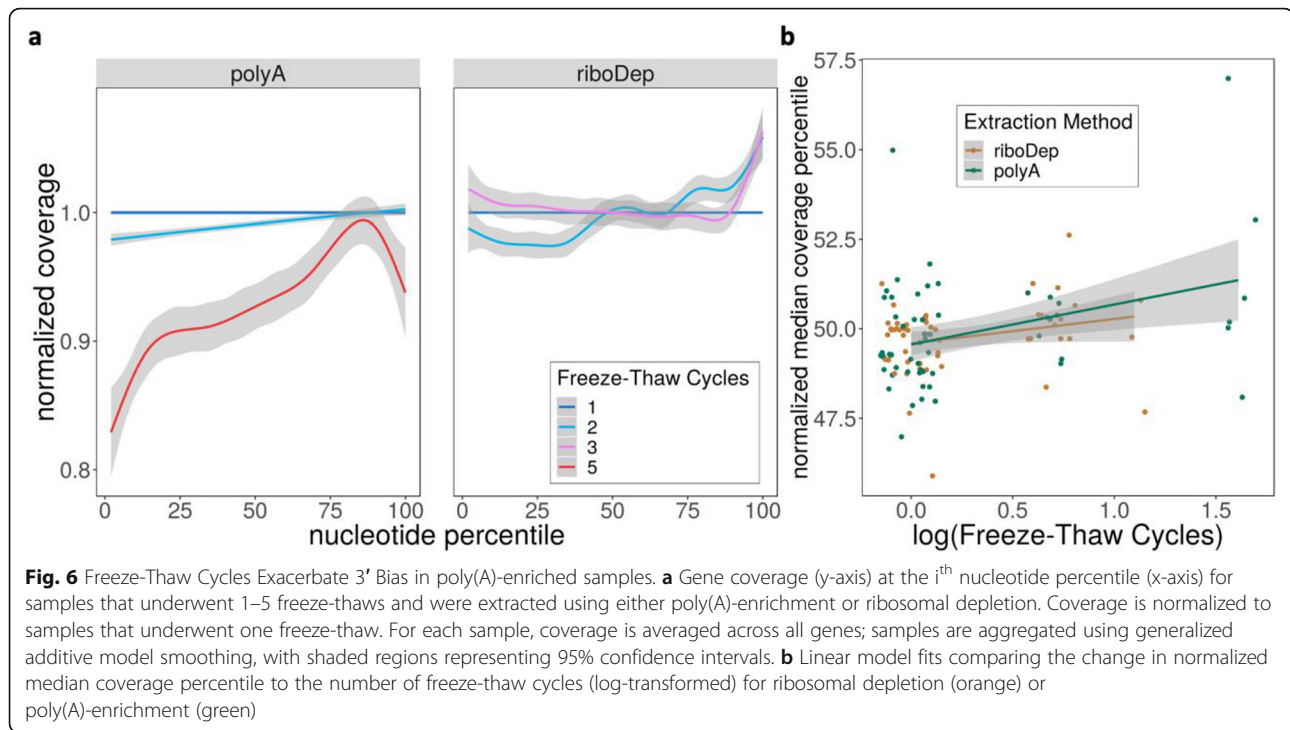 a
polyA
riboDep
normalized coverage
1.0
0.9
0.8
0
25
50
75
100
0
25
50
75
100
nucleotide percentile
Freeze-Thaw Cycles
1
2
3
5
b
normalized median coverage percentile
57.5
55.0
52.5
50.0
47.5
Extraction Method
riboDep
polyA
0.0
0.5
1.0
1.5
log(Freeze-Thaw Cycles)
Fig. 6 Freeze-Thaw Cycles Exacerbate 3′ Bias in poly(A)-enriched samples. a Gene coverage (y-axis) at the ith nucleotide percentile (x-axis) for
samples that underwent 1–5 freeze-thaws and were extracted using either poly(A)-enrichment or ribosomal depletion. Coverage is normalized to
samples that underwent one freeze-thaw. For each sample, coverage is averaged across all genes; samples are aggregated using generalized
additive model smoothing, with shaded regions representing 95% confidence intervals. b Linear model fits comparing the change in normalized
median coverage percentile to the number of freeze-thaw cycles (log-transformed) for ribosomal depletion (orange) or
poly(A)-enrichment (green)